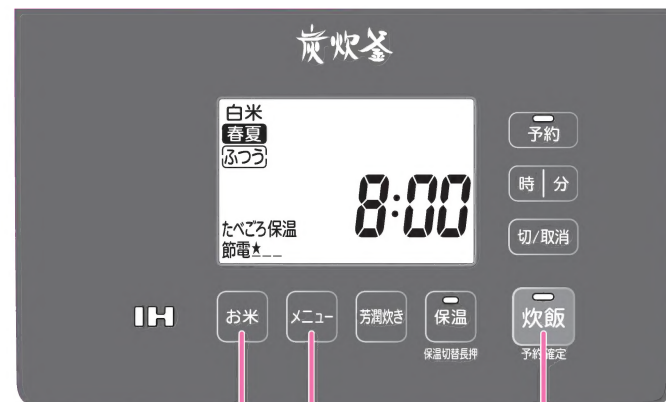 炭炊釜
白米
春夏
ふつう
8:00
たべごろ保温
節電★__
予約
時 | 分
切/取消
IH
お米
メニュー
芳潤炊き
保温
保温切替長押
炊飯
予約確定